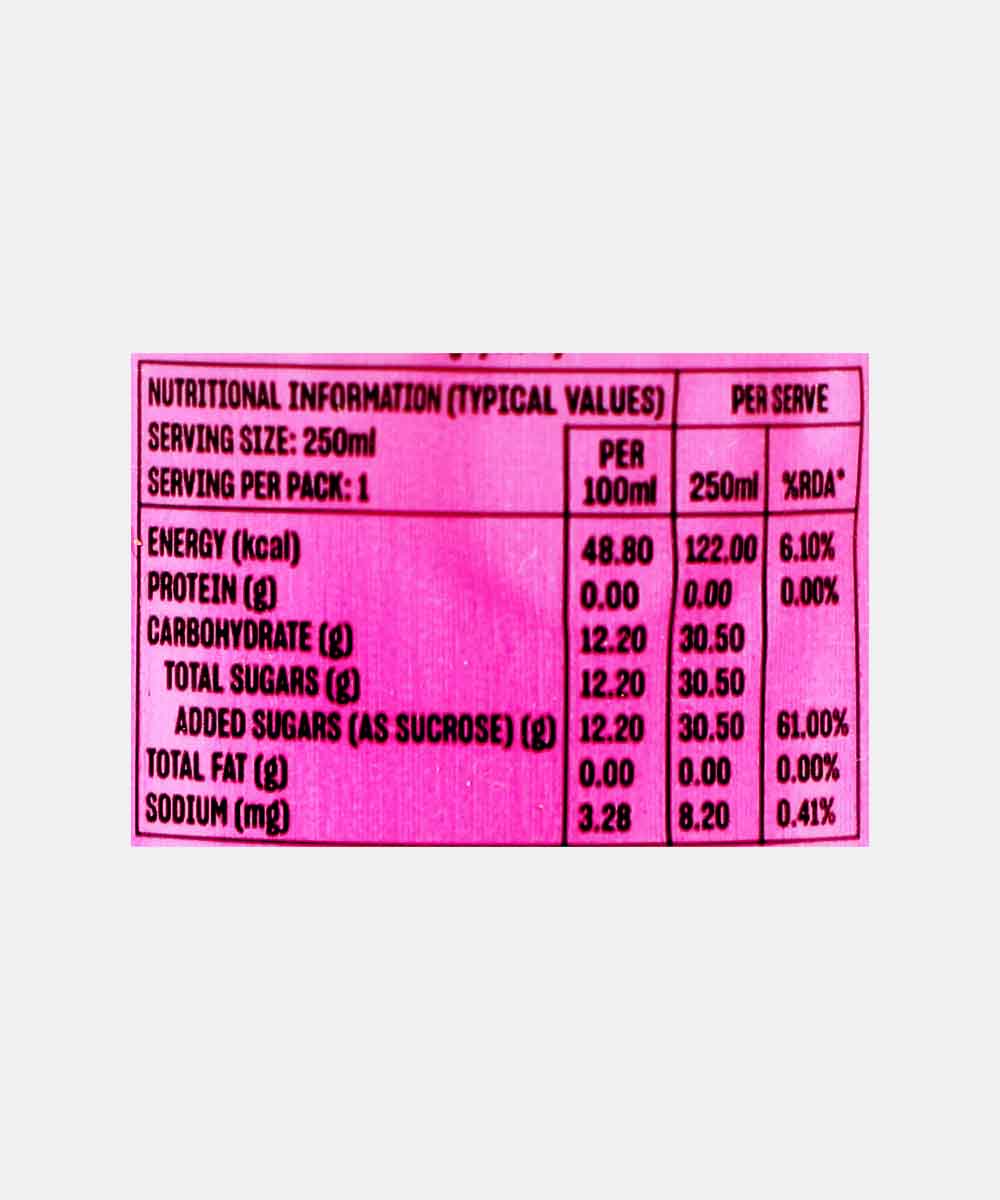 NUTRITIONAL INFORMATION (TYPICAL VALUES) PER SERVE
SERVING SIZE: 250ml
SERVING PER PACK: 1
PER 100ml 250ml %RDA*
ENERGY (kcal) 48.80 122.00 6.10%
PROTEIN (g) 0.00 0.00 0.00%
CARBOHYDRATE (g) 12.20 30.50
TOTAL SUGARS (g) 12.20 30.50
ADDED SUGARS (AS SUCROSE) (g) 12.20 30.50 61.00%
TOTAL FAT (g) 0.00 0.00 0.00%
SODIUM (mg) 3.28 8.20 0.41%